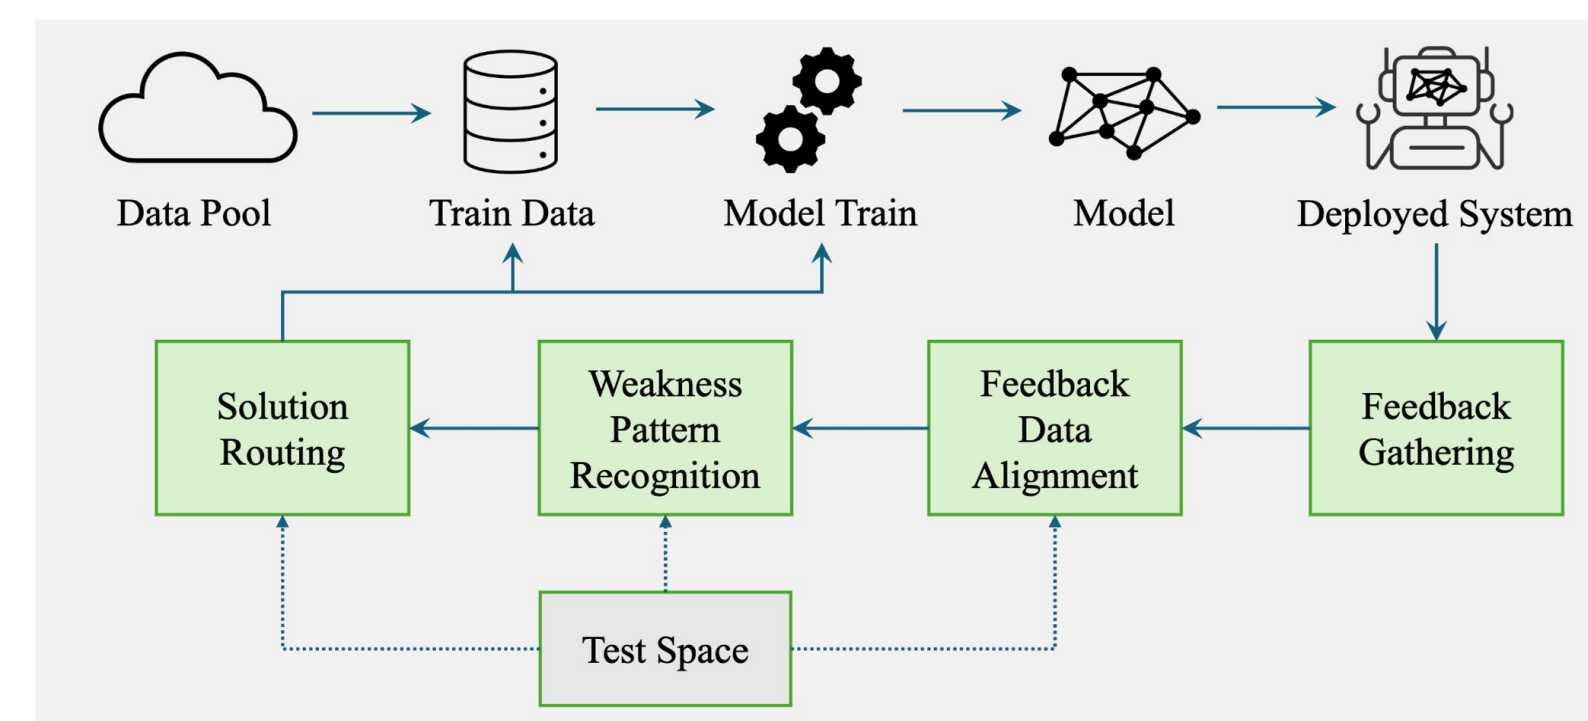 Data Pool
Train Data
Model Train
Model
Deployed System
Solution
Routing
Weakness
Pattern
Recognition
Feedback
Data
Alignment
Feedback
Gathering
Test Space